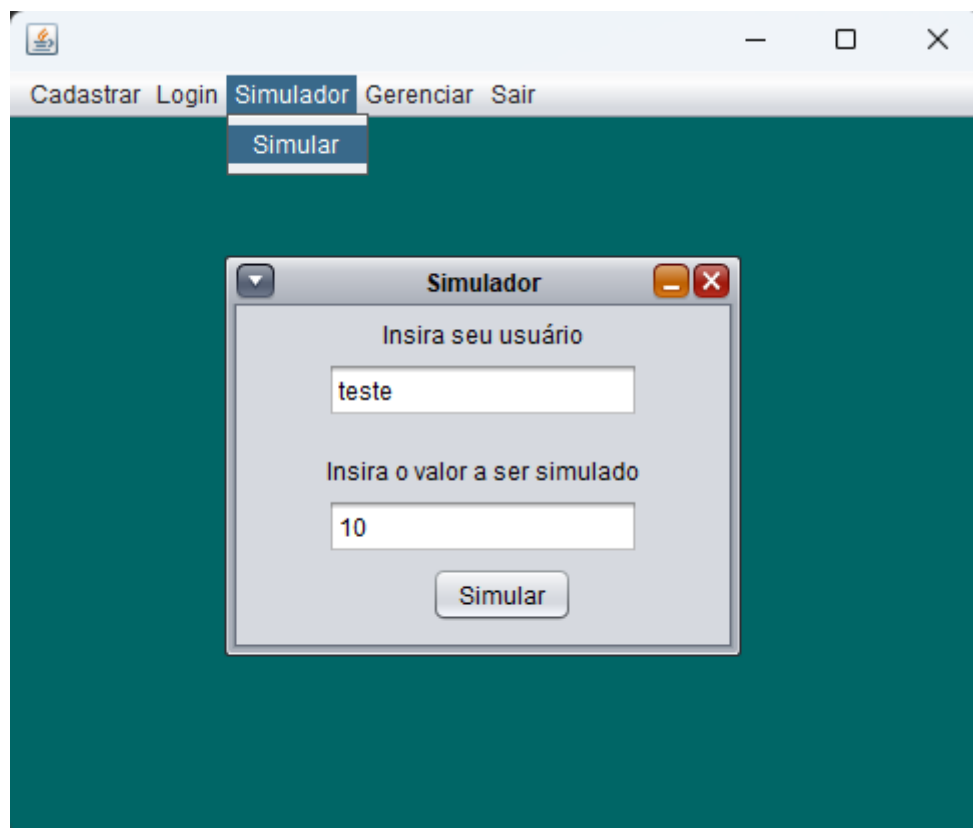 Cadastrar Login Simulador Gerenciar Sair
Simular
Simulador
Insira seu usuário
teste
Insira o valor a ser simulado
10
Simular